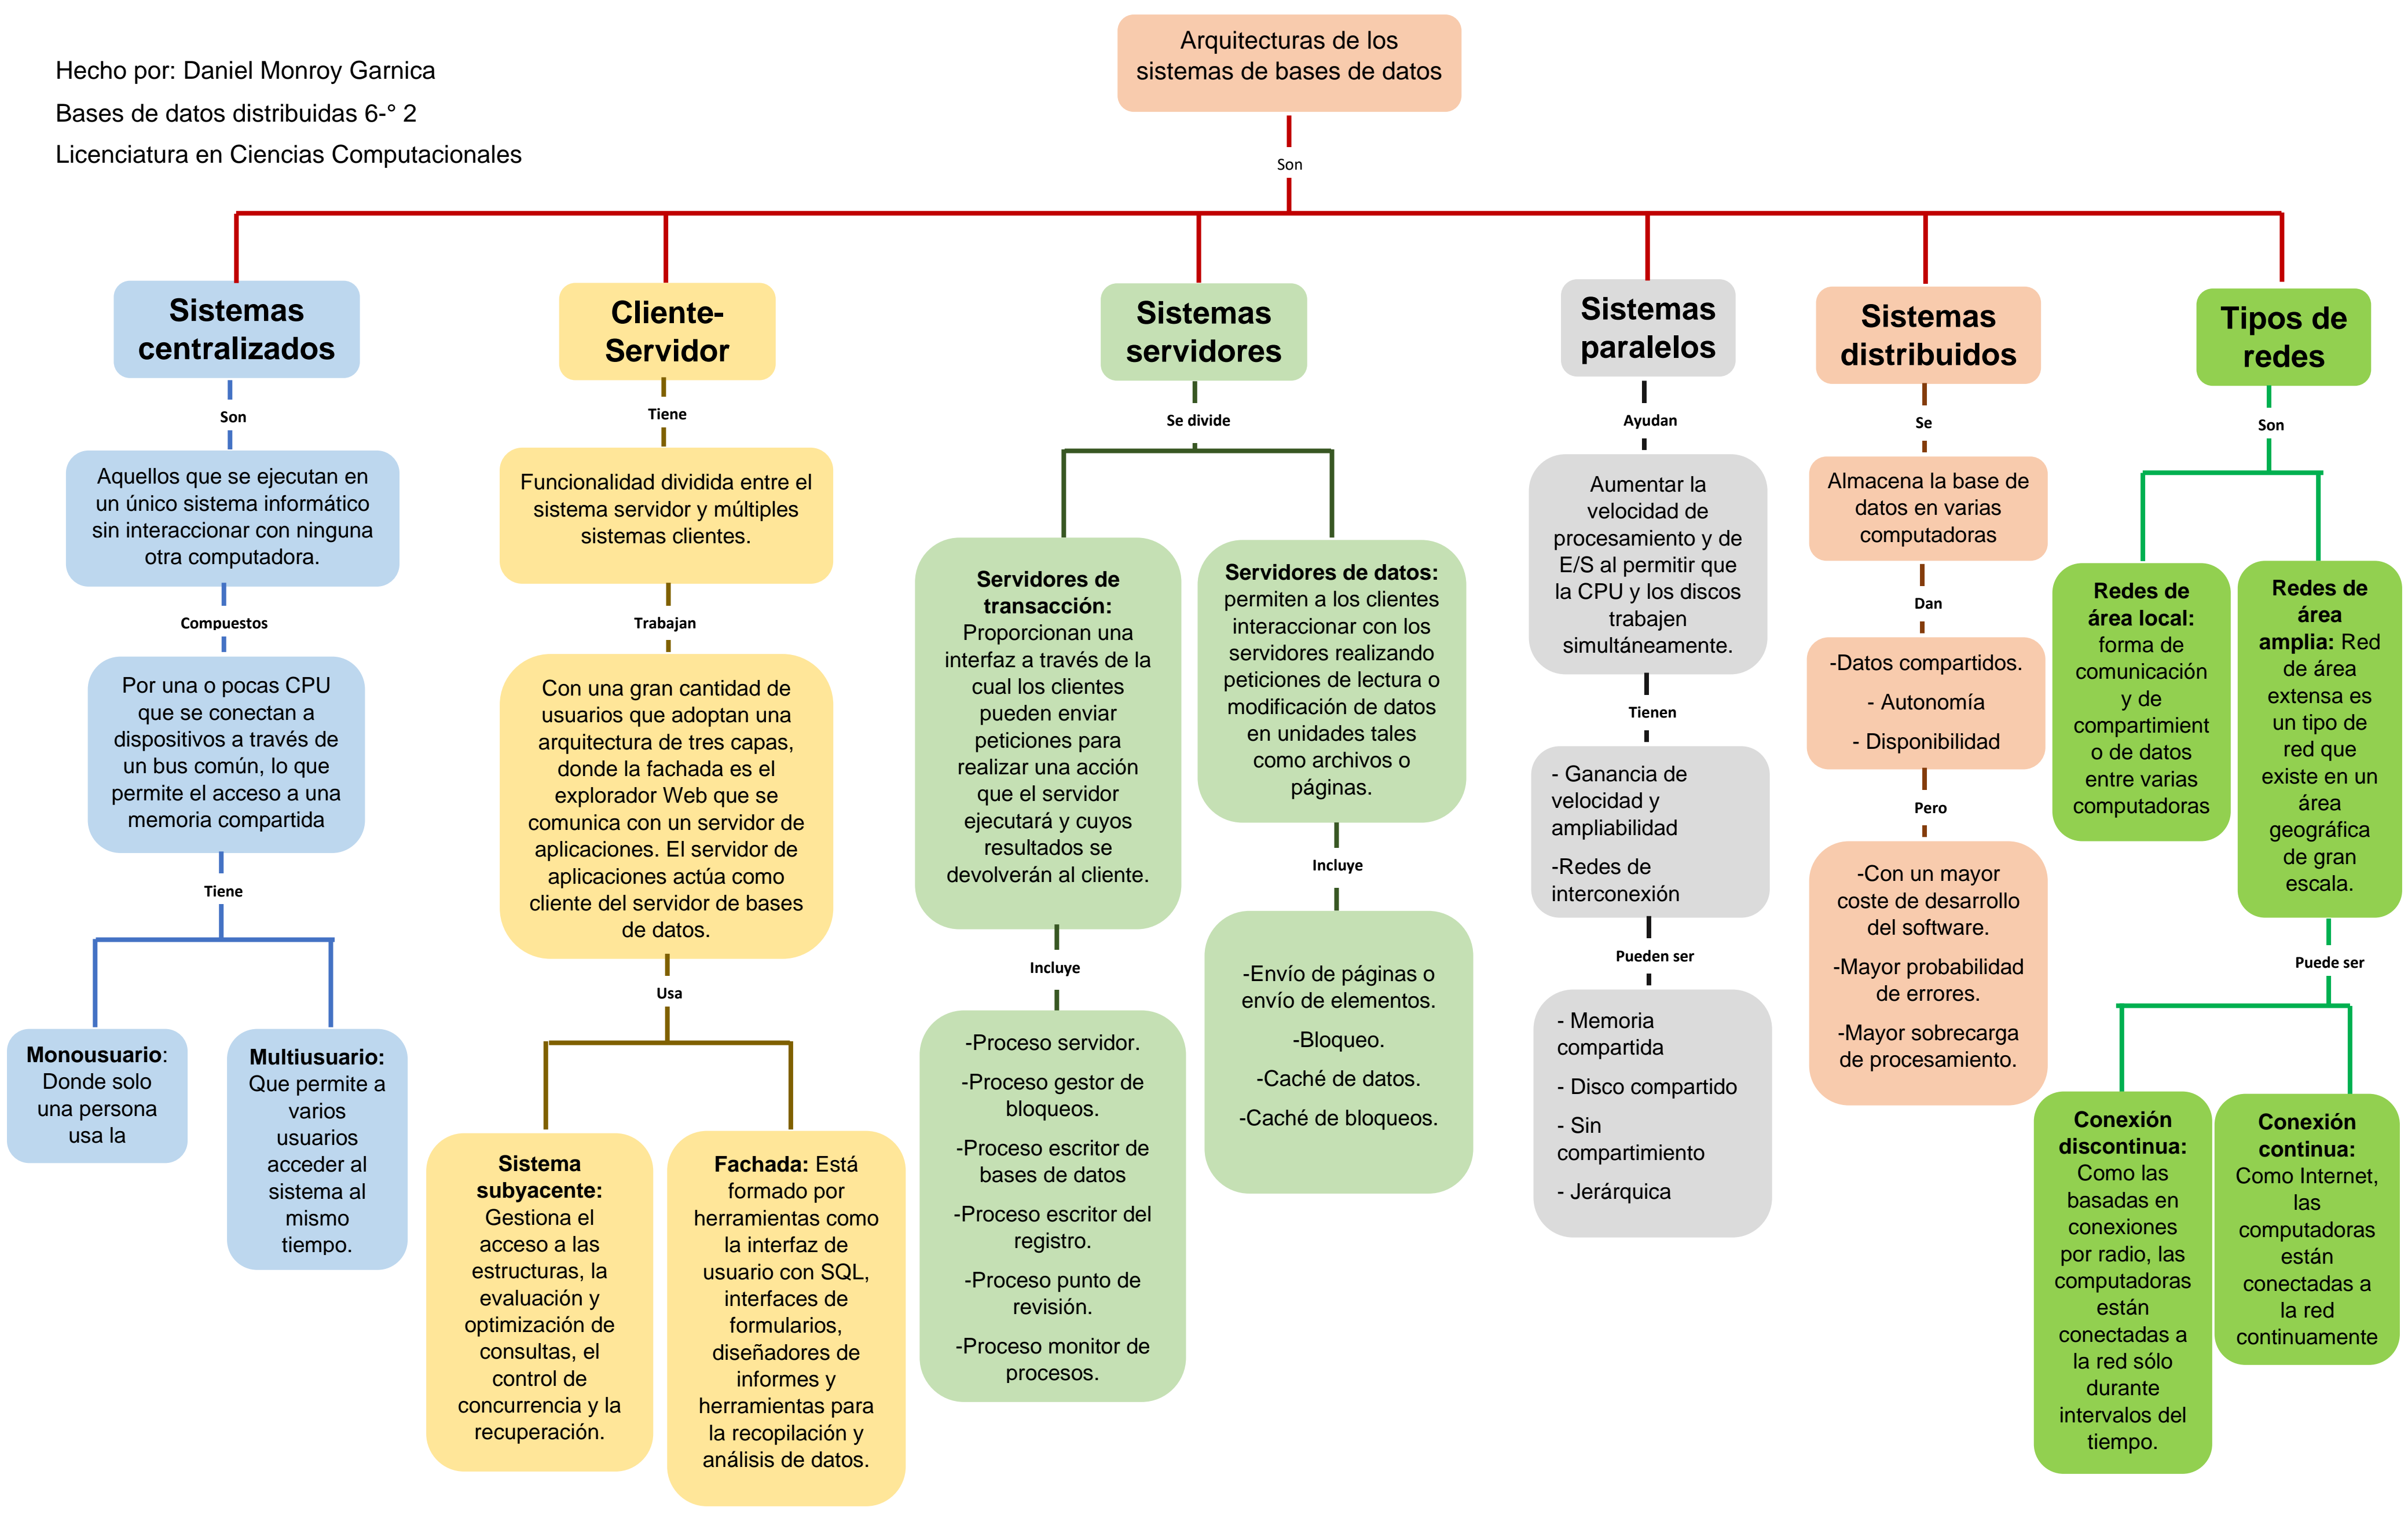 Arquitecturas de los
sistemas de bases de datos
Hecho por: Daniel Monroy Garnica
Bases de datos distribuidas 6-° 2
Licenciatura en Ciencias Computacionales
Son
Sistemas
centralizados
Son
Aquellos que se ejecutan en
un único sistema informático
sin interaccionar con ninguna
otra computadora.
Compuestos
Por una o pocas CPU
que se conectan a
dispositivos a través de
un bus común, lo que
permite el acceso a una
memoria compartida
Tiene
Monousuario:
Donde solo
una persona
usa la
Multiusuario:
Que permite a
varios
usuarios
acceder al
sistema al
mismo
tiempo.
Cliente-
Servidor
Tiene
Funcionalidad dividida entre el
sistema servidor y múltiples
sistemas clientes.
Trabajan
Con una gran cantidad de
usuarios que adoptan una
arquitectura de tres capas,
donde la fachada es el
explorador Web que se
comunica con un servidor de
aplicaciones. El servidor de
aplicaciones actúa como
cliente del servidor de bases
de datos.
Usa
Sistema
subyacente:
Gestiona el
acceso a las
estructuras, la
evaluación y
optimización de
consultas, el
control de
concurrencia y la
recuperación.
Fachada: Está
formado por
herramientas como
la interfaz de
usuario con SQL,
interfaces de
formularios,
diseñadores de
informes y
herramientas para
la recopilación y
análisis de datos.
Sistemas
servidores
Se divide
Servidores de
transacción:
Proporcionan una
interfaz a través de la
cual los clientes
pueden enviar
peticiones para
realizar una acción
que el servidor
ejecutará y cuyos
resultados se
devolverán al cliente.
Incluye
-Proceso servidor.
-Proceso gestor de
bloqueos.
-Proceso escritor de
bases de datos
-Proceso escritor del
registro.
-Proceso punto de
revisión.
-Proceso monitor de
procesos.
Servidores de datos:
permiten a los clientes
interaccionar con los
servidores realizando
peticiones de lectura o
modificación de datos
en unidades tales
como archivos o
páginas.
Incluye
-Envío de páginas o
envío de elementos.
-Bloqueo.
-Caché de datos.
-Caché de bloqueos.
Sistemas
paralelos
Ayudan
Aumentar la
velocidad de
procesamiento y de
E/S al permitir que
la CPU y los discos
trabajen
simultáneamente.
Tienen
- Ganancia de
velocidad y
ampliabilidad
-Redes de
interconexión
Pueden ser
- Memoria
compartida
- Disco compartido
- Sin
compartimiento
- Jerárquica
Sistemas
distribuidos
Se
Almacena la base de
datos en varias
computadoras
Dan
-Datos compartidos.
- Autonomía
- Disponibilidad
Pero
-Con un mayor
coste de desarrollo
del software.
-Mayor probabilidad
de errores.
-Mayor sobrecarga
de procesamiento.
Tipos de
redes
Son
Redes de
área local:
forma de
comunicación
y de
compartimient
o de datos
entre varias
computadoras
Redes de
área
amplia: Red
de área
extensa es
un tipo de
red que
existe en un
área
geográfica
de gran
escala.
Puede ser
Conexión
discontinua:
Como las
basadas en
conexiones
por radio, las
computadoras
están
conectadas a
la red sólo
durante
intervalos del
tiempo.
Conexión
continua:
Como Internet,
las
computadoras
están
conectadas a
la red
continuamente